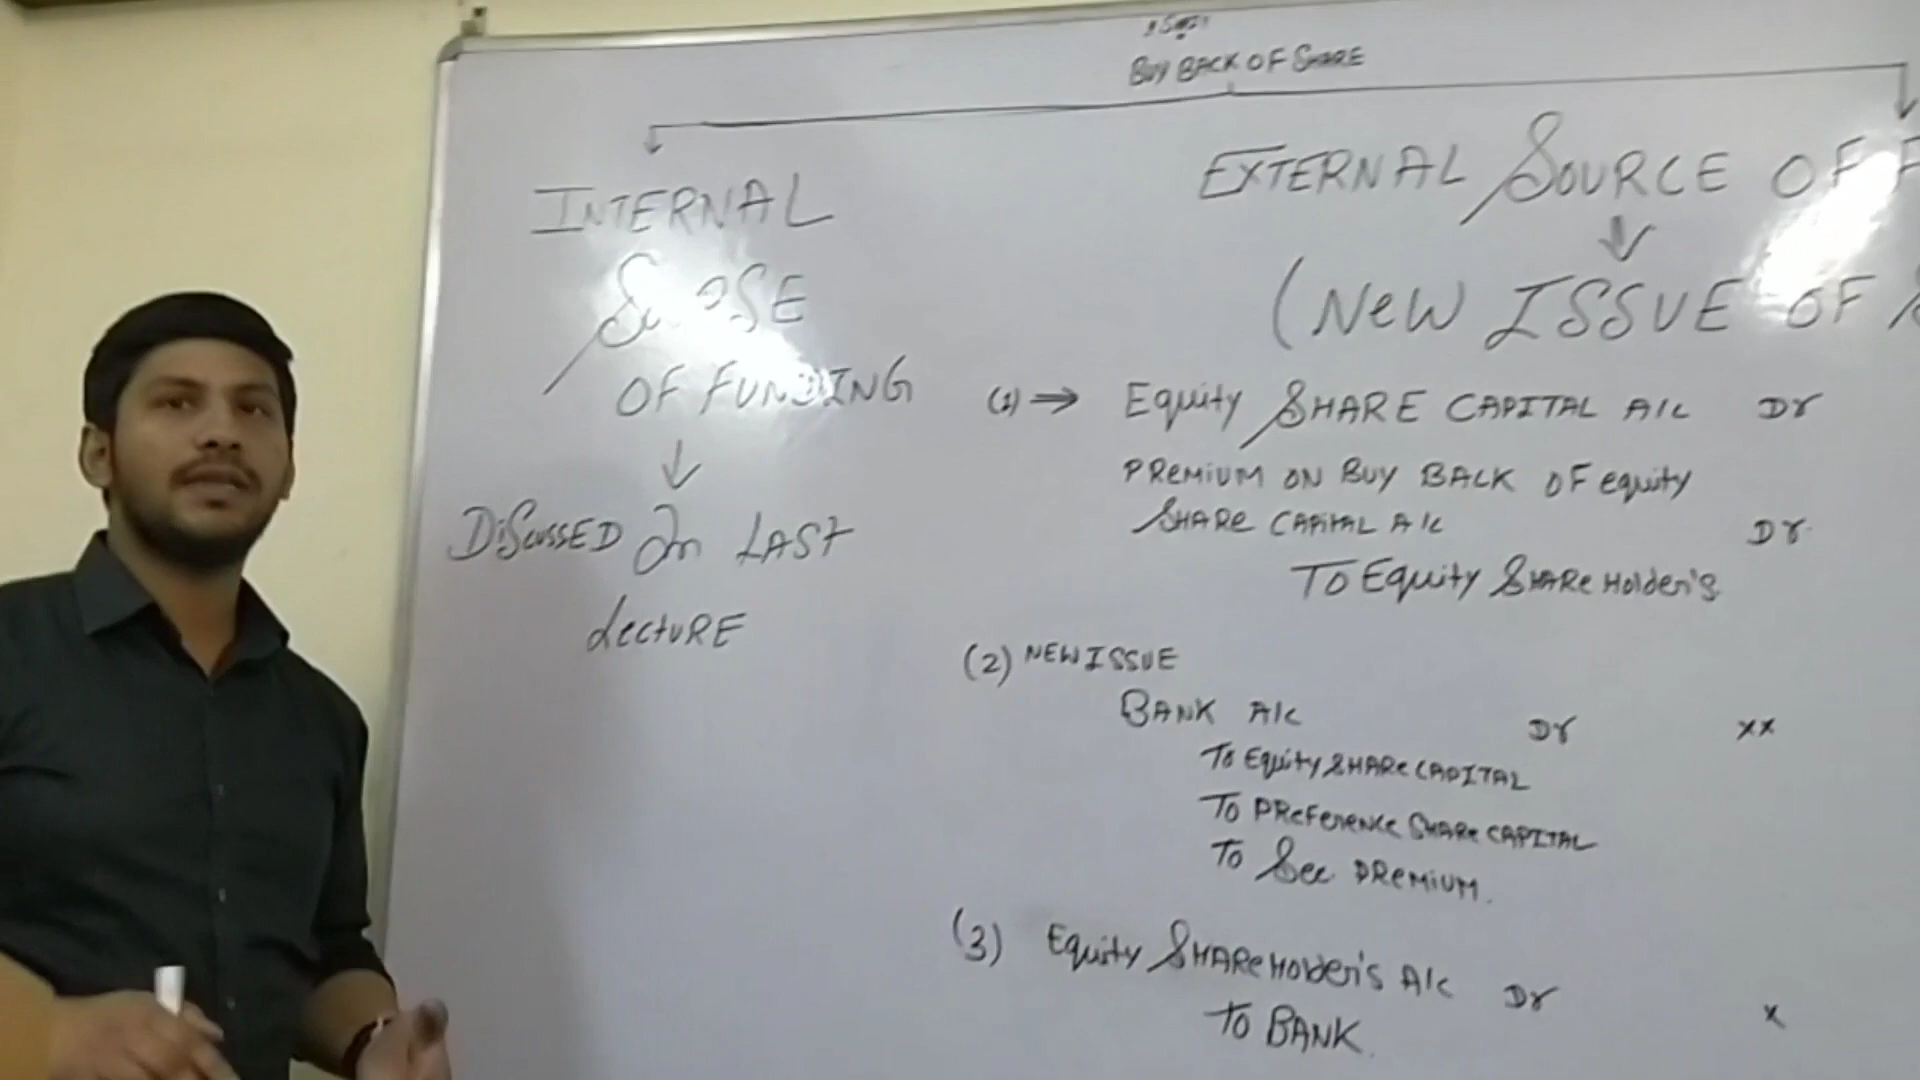 BUY BACK OF SHARE
INTERNAL
OF FUNDING
↓
DISCUSSED In LAST
LectuRE
EXTERNAL SOURCE OF F
↓
(NeW ISSUE OF S
(1) ⇒ Equity SHARE CAPITAL A/c Dr
PREMIUM ON BUY BACK OF equity
SHARe CAPITAL A/c Dr.
TO Equity SHARe Holder's
(2) NEW ISSUE
BANK A/c Dr xx
To Equity SHARe CAPITAL
To PReFerence SHARe CAPITAL
To Sec PREMIUM.
(3) Equity SHARe Holder's A/c Dr x
To BANK.